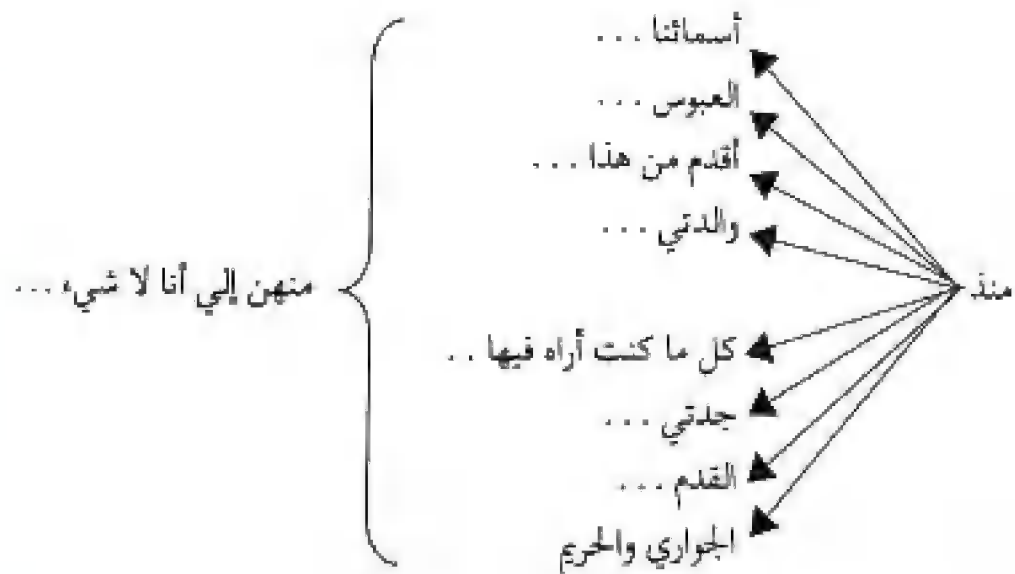 منذ
أسمائنا ...
العبوس ...
أقدم من هذا ...
والدتي ...
كل ما كنت أراه فيها ..
جدتي ...
القدم ...
الجواري والحريم
منهن إلي أنا لا شيء ...